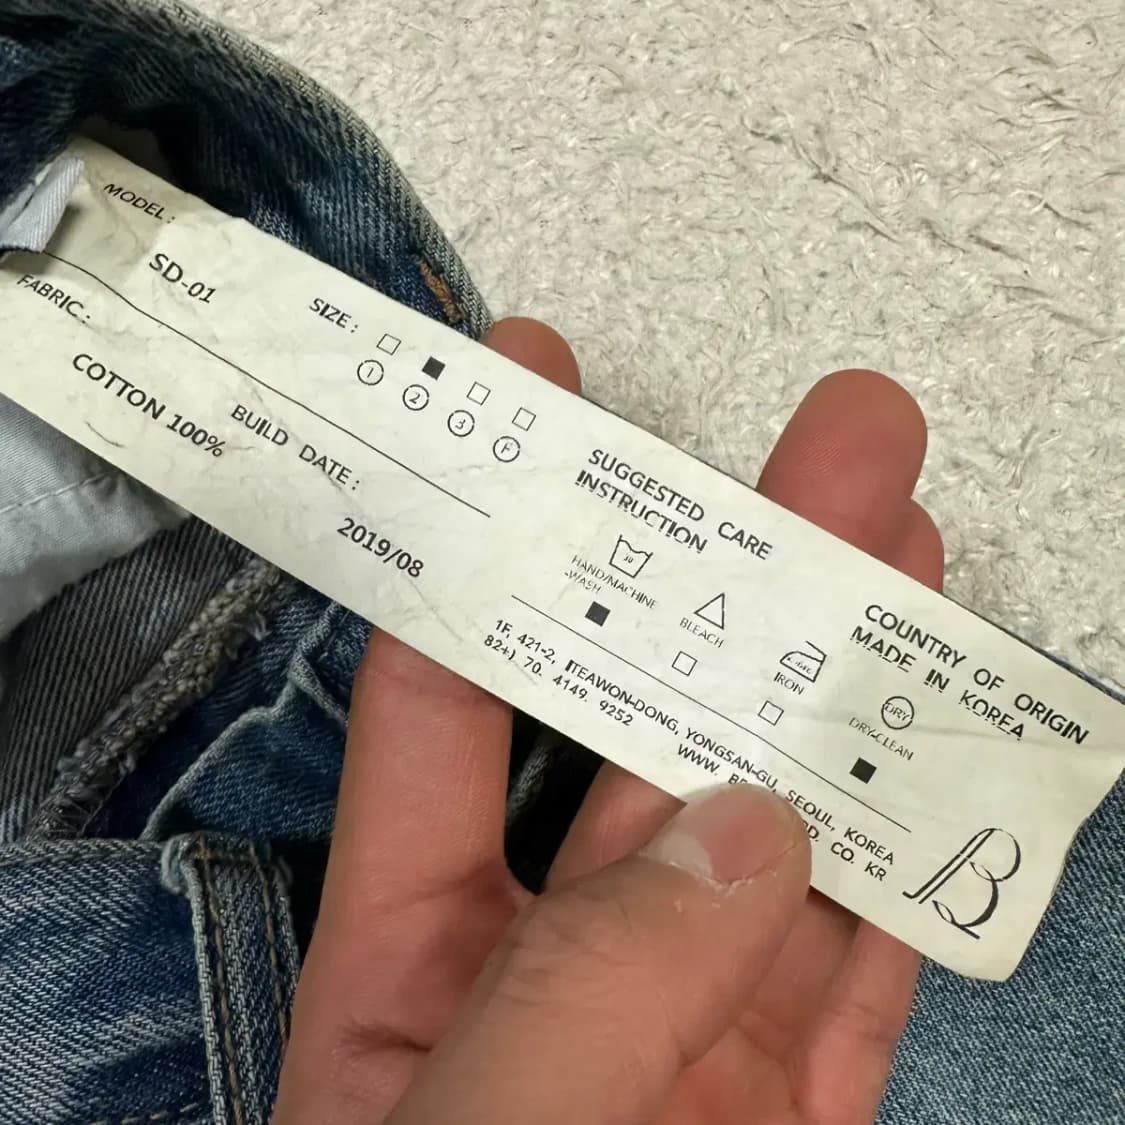 MODEL :
SD-01
SIZE :
1 2 3 F
FABRIC :
COTTON 100%
BUILD DATE :
2019/08
SUGGESTED CARE
INSTRUCTION
30
HAND/MACHINE
-WASH
BLEACH
IRON
DRY
DRY-CLEAN
1F, 421-2, ITEAWON-DONG, YONGSAN-GU, SEOUL, KOREA
82+) 70. 4149. 9252
WWW. CO. KR
COUNTRY OF ORIGIN
MADE IN KOREA
B